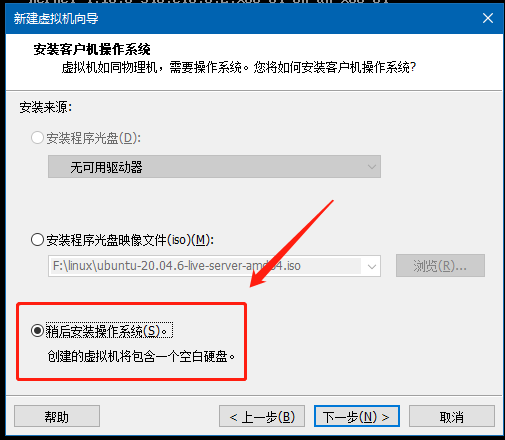 新建虚拟机向导
安装客户机操作系统
虚拟机如同物理机，需要操作系统。您将如何安装客户机操作系统?
安装来源:
安装程序光盘(D):
无可用驱动器
安装程序光盘映像文件(iso)(M):
F:\linux\ubuntu-20.04.6-live-server-amd64.iso
浏览(R)...
稍后安装操作系统(S)。
创建的虚拟机将包含一个空白硬盘。
帮助
< 上一步(B)
下一步(N) >
取消